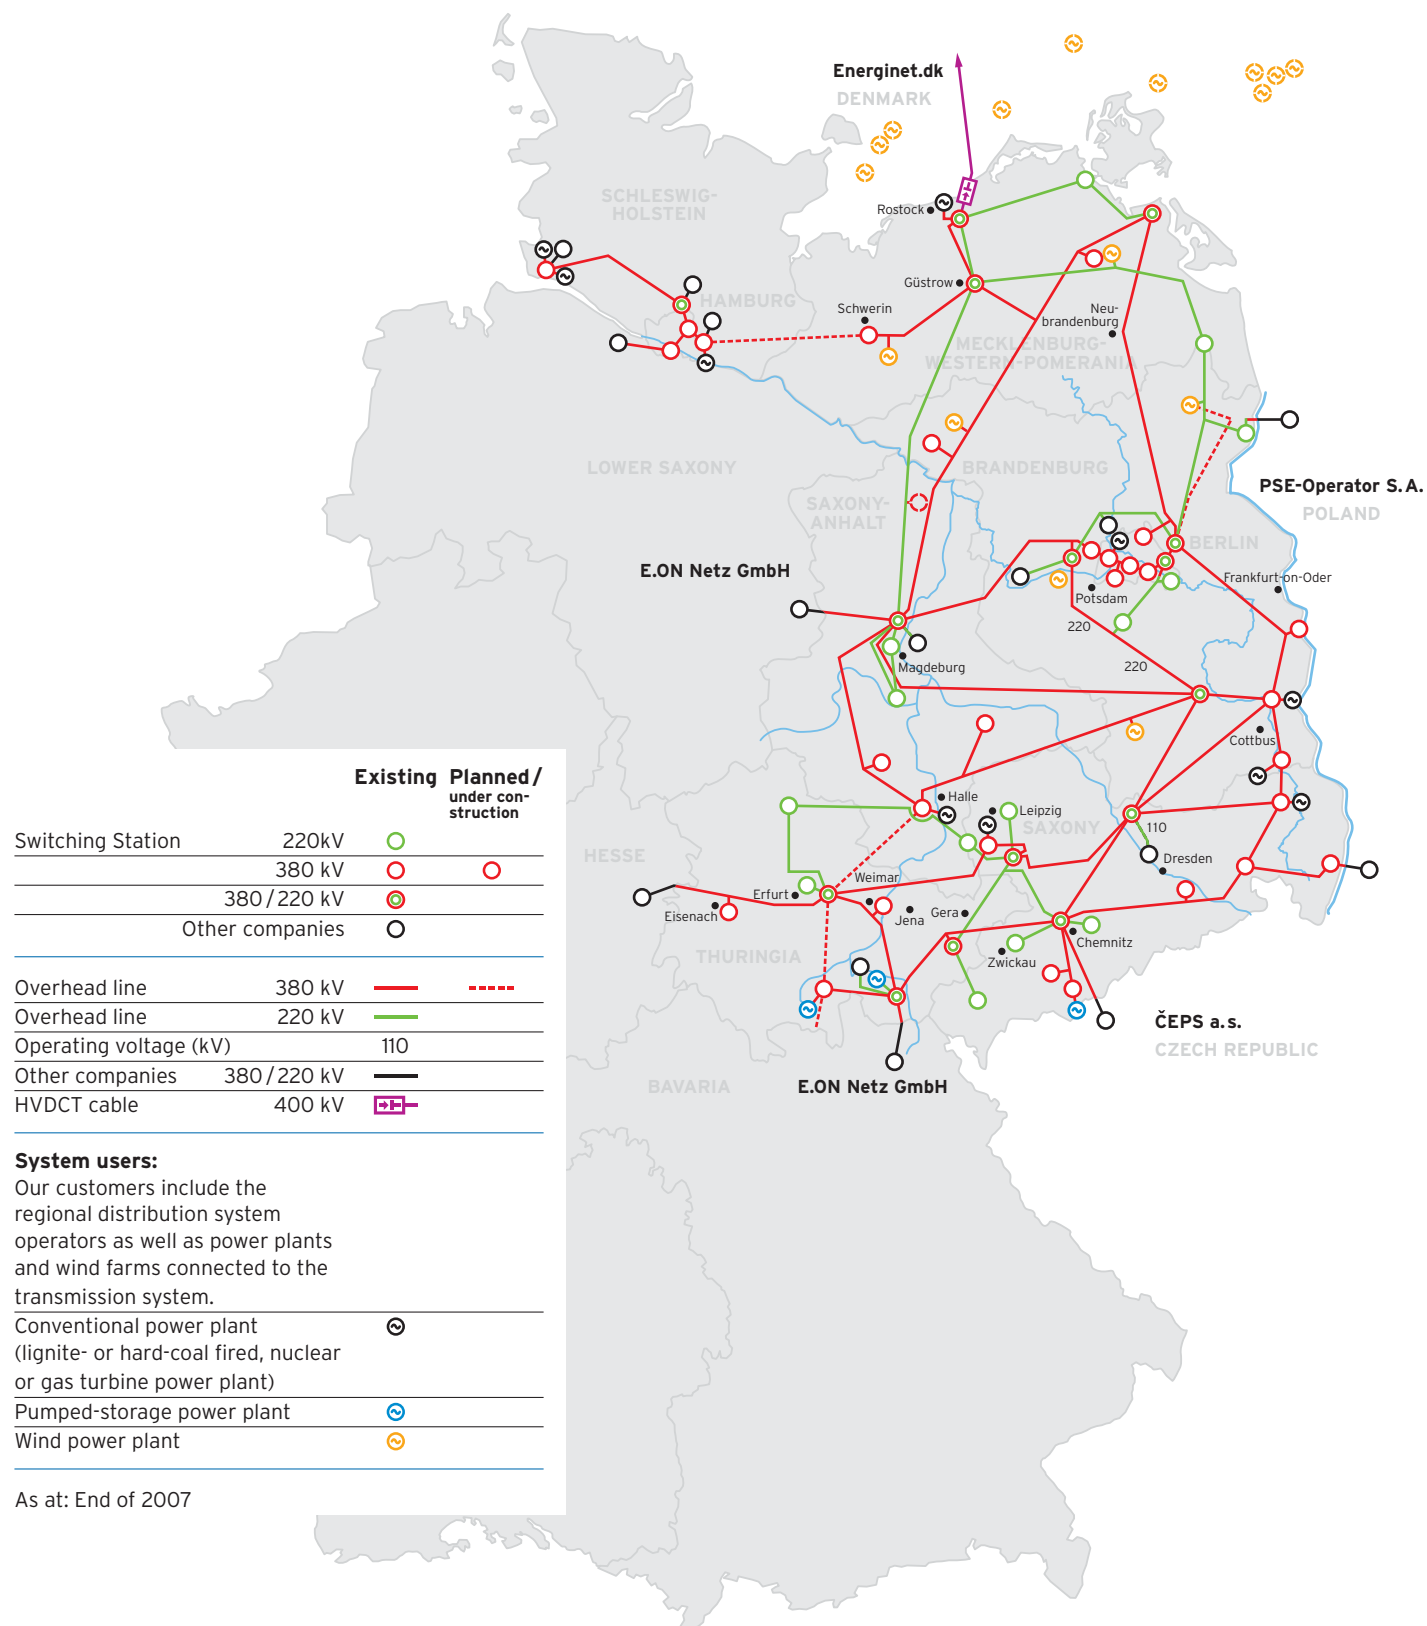 Energinet.dk
DENMARK
SCHLESWIG-
HOLSTEIN
Rostock
Güstrow
HAMBURG
Schwerin
Neu-
brandenburg
MECKLENBURG-
WESTERN-POMERANIA
LOWER SAXONY
BRANDENBURG
SAXONY-
ANHALT
PSE-Operator S.A.
POLAND
BERLIN
E.ON Netz GmbH
Frankfurt-on-Oder
Potsdam
220
220
Magdeburg
Cottbus
Halle
Leipzig
SAXONY
110
Dresden
HESSE
Weimar
Erfurt
Eisenach
Jena
Gera
Chemnitz
Zwickau
THURINGIA
ČEPS a.s.
CZECH REPUBLIC
BAVARIA
E.ON Netz GmbH
Existing Planned/
under con-
struction
Switching Station 220kV
380 kV
380/220 kV
Other companies
Overhead line 380 kV
Overhead line 220 kV
Operating voltage (kV) 110
Other companies 380/220 kV
HVDCT cable 400 kV
System users:
Our customers include the
regional distribution system
operators as well as power plants
and wind farms connected to the
transmission system.
Conventional power plant
(lignite- or hard-coal fired, nuclear
or gas turbine power plant)
Pumped-storage power plant
Wind power plant
As at: End of 2007